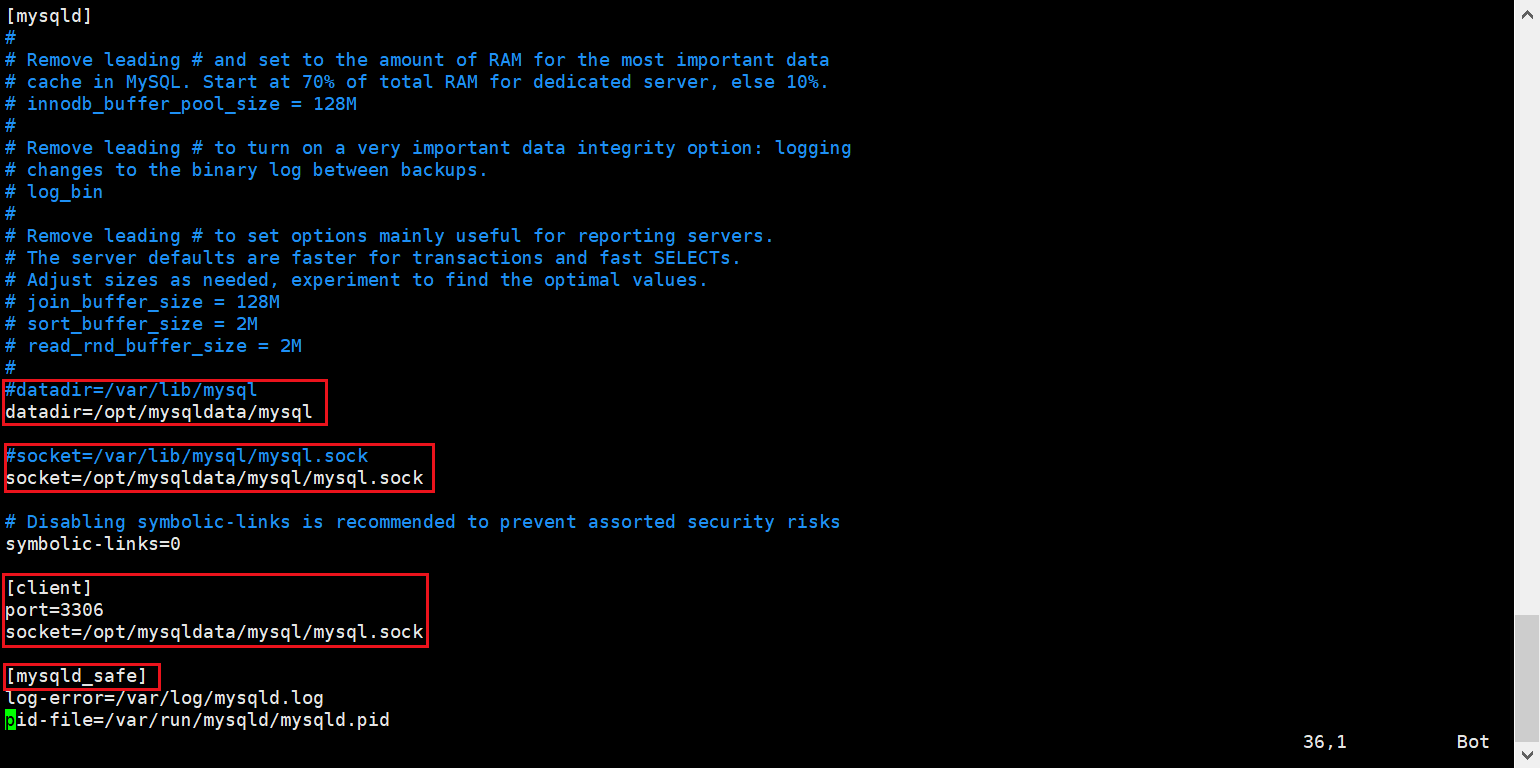 [mysqld]
#
# Remove leading # and set to the amount of RAM for the most important data
# cache in MySQL. Start at 70% of total RAM for dedicated server, else 10%.
# innodb_buffer_pool_size = 128M
#
# Remove leading # to turn on a very important data integrity option: logging
# changes to the binary log between backups.
# log_bin
#
# Remove leading # to set options mainly useful for reporting servers.
# The server defaults are faster for transactions and fast SELECTs.
# Adjust sizes as needed, experiment to find the optimal values.
# join_buffer_size = 128M
# sort_buffer_size = 2M
# read_rnd_buffer_size = 2M
#
#datadir=/var/lib/mysql
datadir=/opt/mysqldata/mysql
#socket=/var/lib/mysql/mysql.sock
socket=/opt/mysqldata/mysql/mysql.sock
# Disabling symbolic-links is recommended to prevent assorted security risks
symbolic-links=0
[client]
port=3306
socket=/opt/mysqldata/mysql/mysql.sock
[mysqld_safe]
log-error=/var/log/mysqld.log
pid-file=/var/run/mysqld/mysqld.pid
36,1 Bot